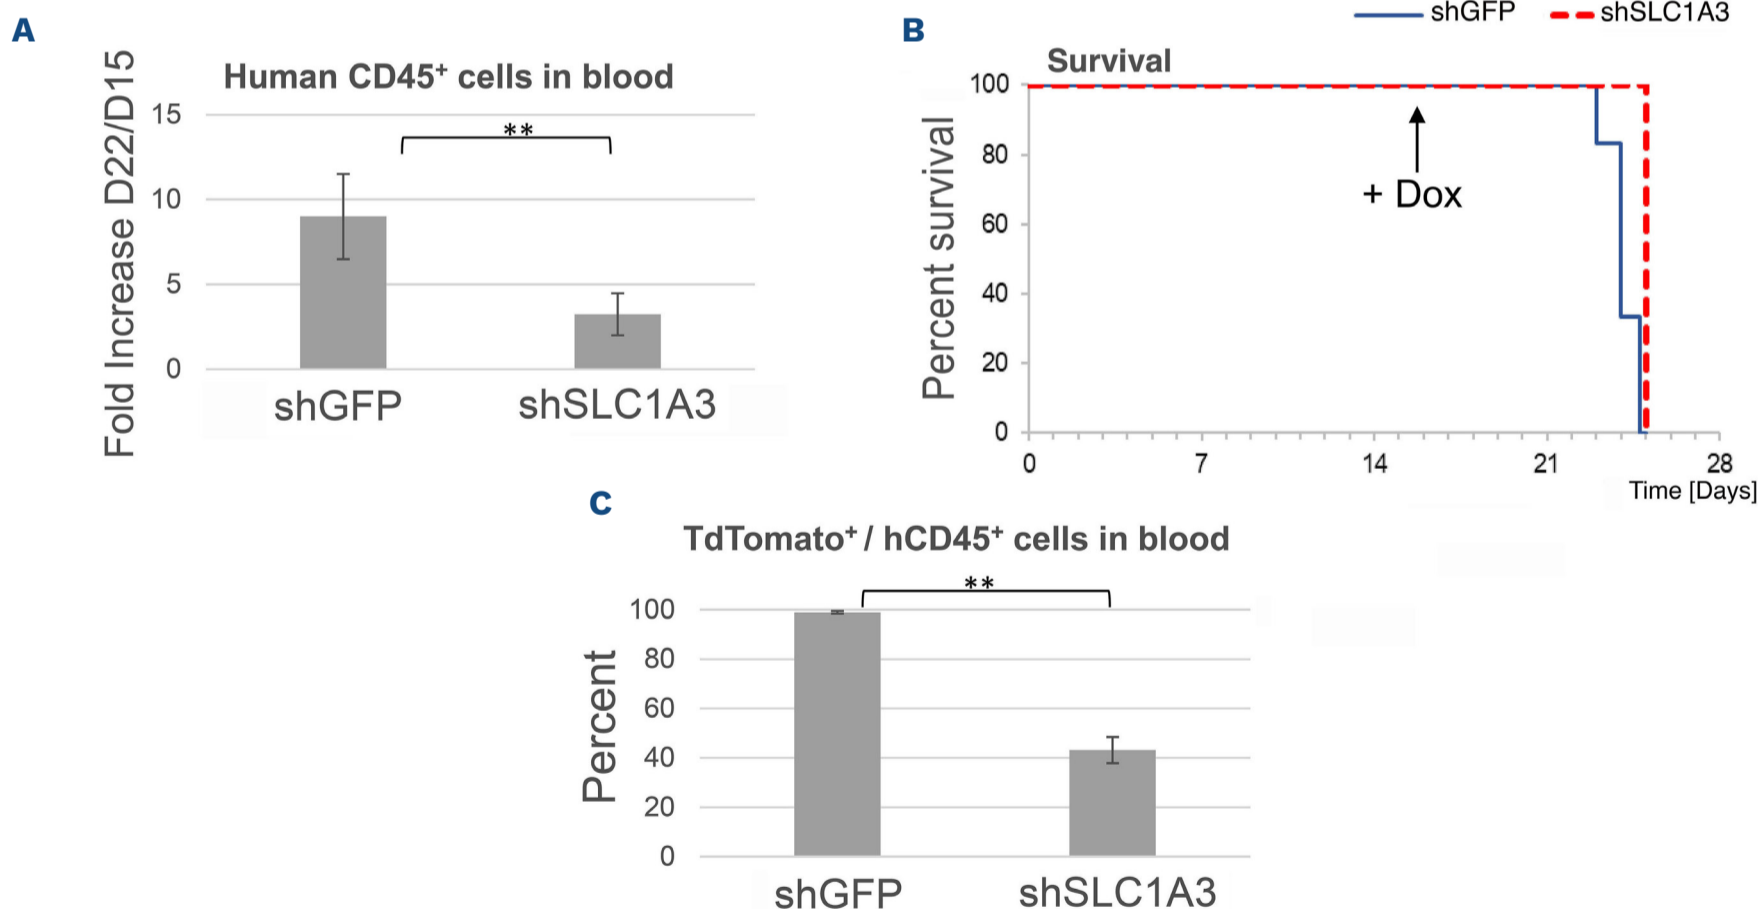 A
Human CD45⁺ cells in blood
Fold Increase D22/D15
15
**
10
5
0
shGFP
shSLC1A3
B
shGFP
shSLC1A3
Survival
Percent survival
100
80
60
40
20
0
+ Dox
0
7
14
21
28
Time [Days]
C
TdTomato⁺ / hCD45⁺ cells in blood
**
Percent
100
80
60
40
20
0
shGFP
shSLC1A3